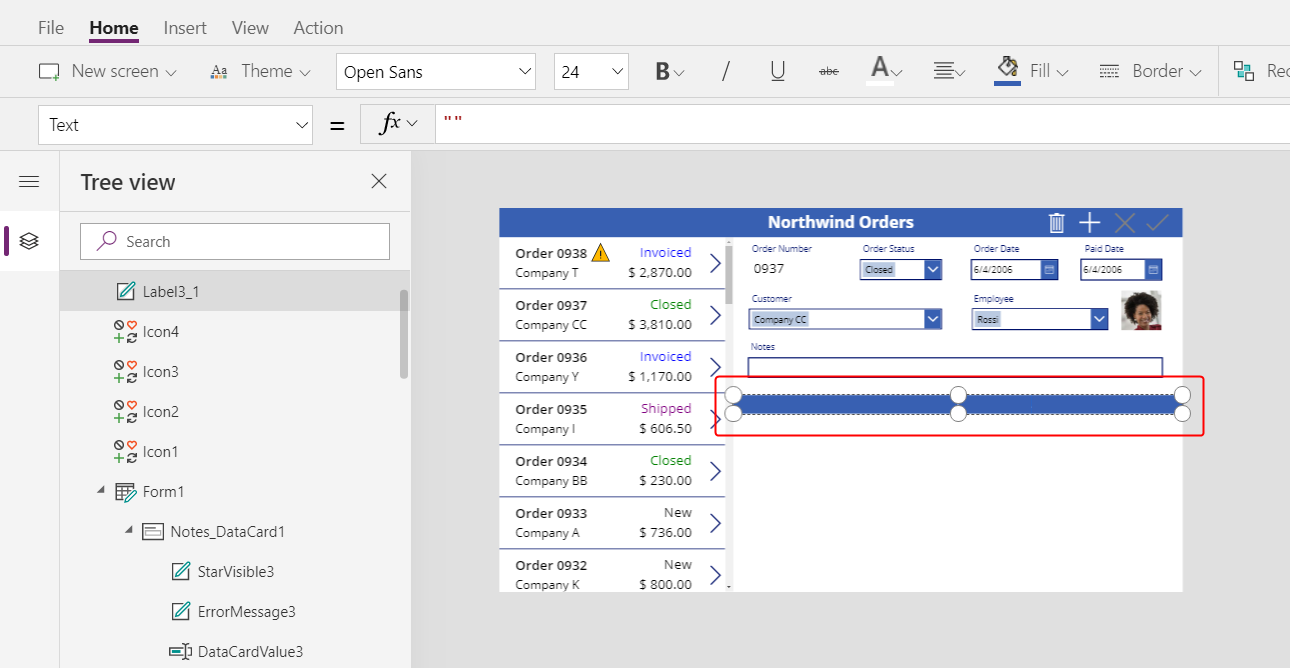 File Home Insert View Action
New screen Aa Theme Open Sans 24 B / U abc A Fill Border Rec
Text = fx ""
Tree view
Search
Label3_1
Icon4
Icon3
Icon2
Icon1
Form1
Notes_DataCard1
StarVisible3
ErrorMessage3
DataCardValue3
Northwind Orders
Order 0938 Invoiced
Company T $ 2,870.00
Order 0937 Closed
Company CC $ 3,810.00
Order 0936 Invoiced
Company Y $ 1,170.00
Order 0935 Shipped
Company I $ 606.50
Order 0934 Closed
Company BB $ 230.00
Order 0933 New
Company A $ 736.00
Order 0932 New
Company K $ 800.00
Order Number Order Status Order Date Paid Date
0937 Closed 6/4/2006 6/4/2006
Customer Employee
Company CC Rossi
Notes